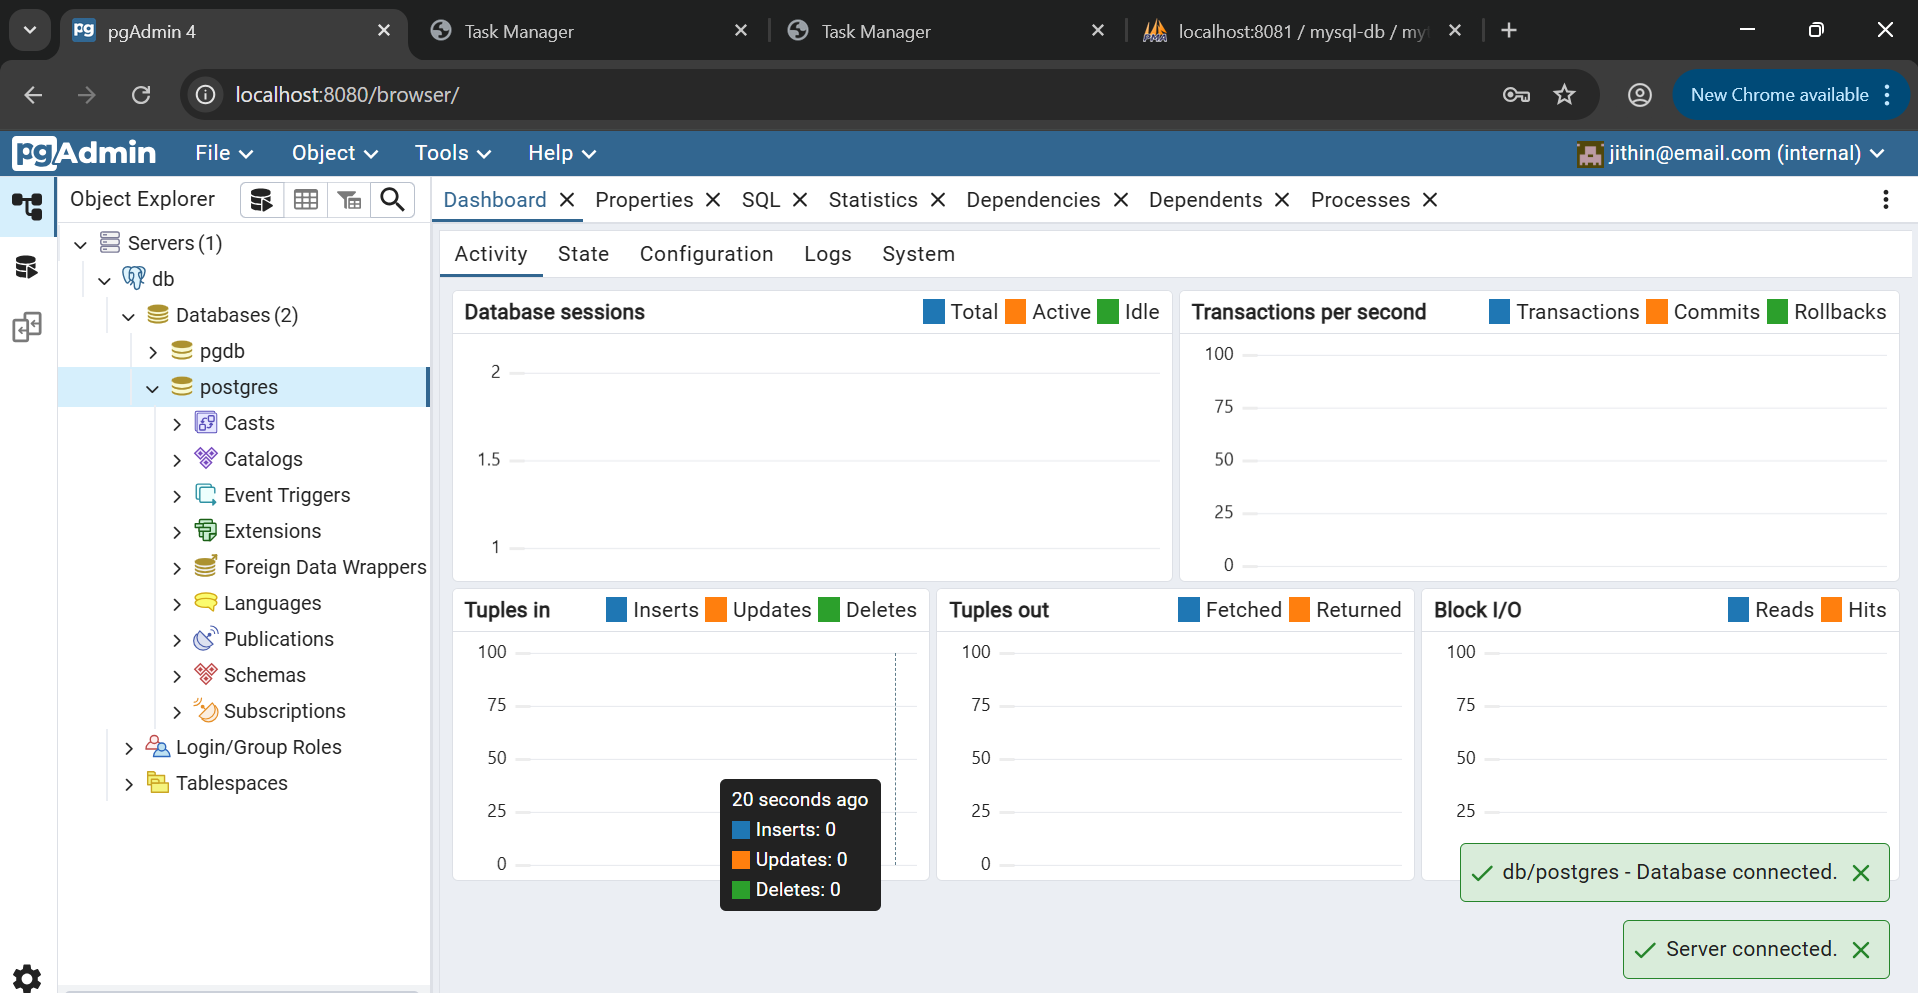 pgAdmin 4
Task Manager
Task Manager
localhost:8081 / mysql-db / my
localhost:8080/browser/
New Chrome available
pgAdmin
File
Object
Tools
Help
jithin@email.com (internal)
Object Explorer
Dashboard
Properties
SQL
Statistics
Dependencies
Dependents
Processes
Servers (1)
db
Databases (2)
pgdb
postgres
Casts
Catalogs
Event Triggers
Extensions
Foreign Data Wrappers
Languages
Publications
Schemas
Subscriptions
Login/Group Roles
Tablespaces
Activity
State
Configuration
Logs
System
Database sessions
Total
Active
Idle
2
1.5
1
Transactions per second
Transactions
Commits
Rollbacks
100
75
50
25
0
Tuples in
Inserts
Updates
Deletes
100
75
50
25
0
20 seconds ago
Inserts: 0
Updates: 0
Deletes: 0
Tuples out
Fetched
Returned
100
75
50
25
0
Block I/O
Reads
Hits
100
75
50
25
db/postgres - Database connected.
Server connected.